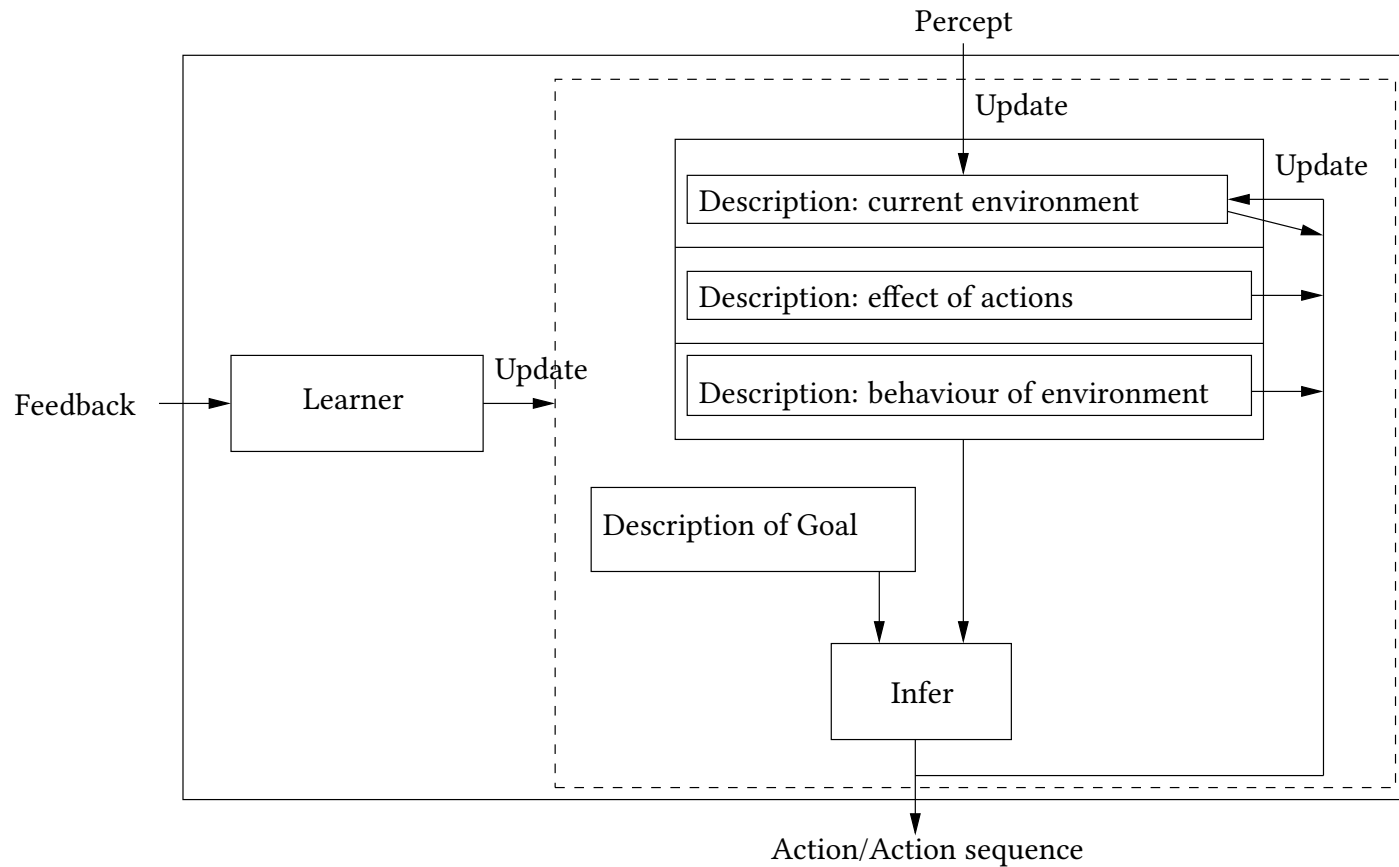 Percept
Update
Update
Description: current environment
Description: effect of actions
Description: behaviour of environment
Update
Feedback
Learner
Description of Goal
Infer
Action/Action sequence